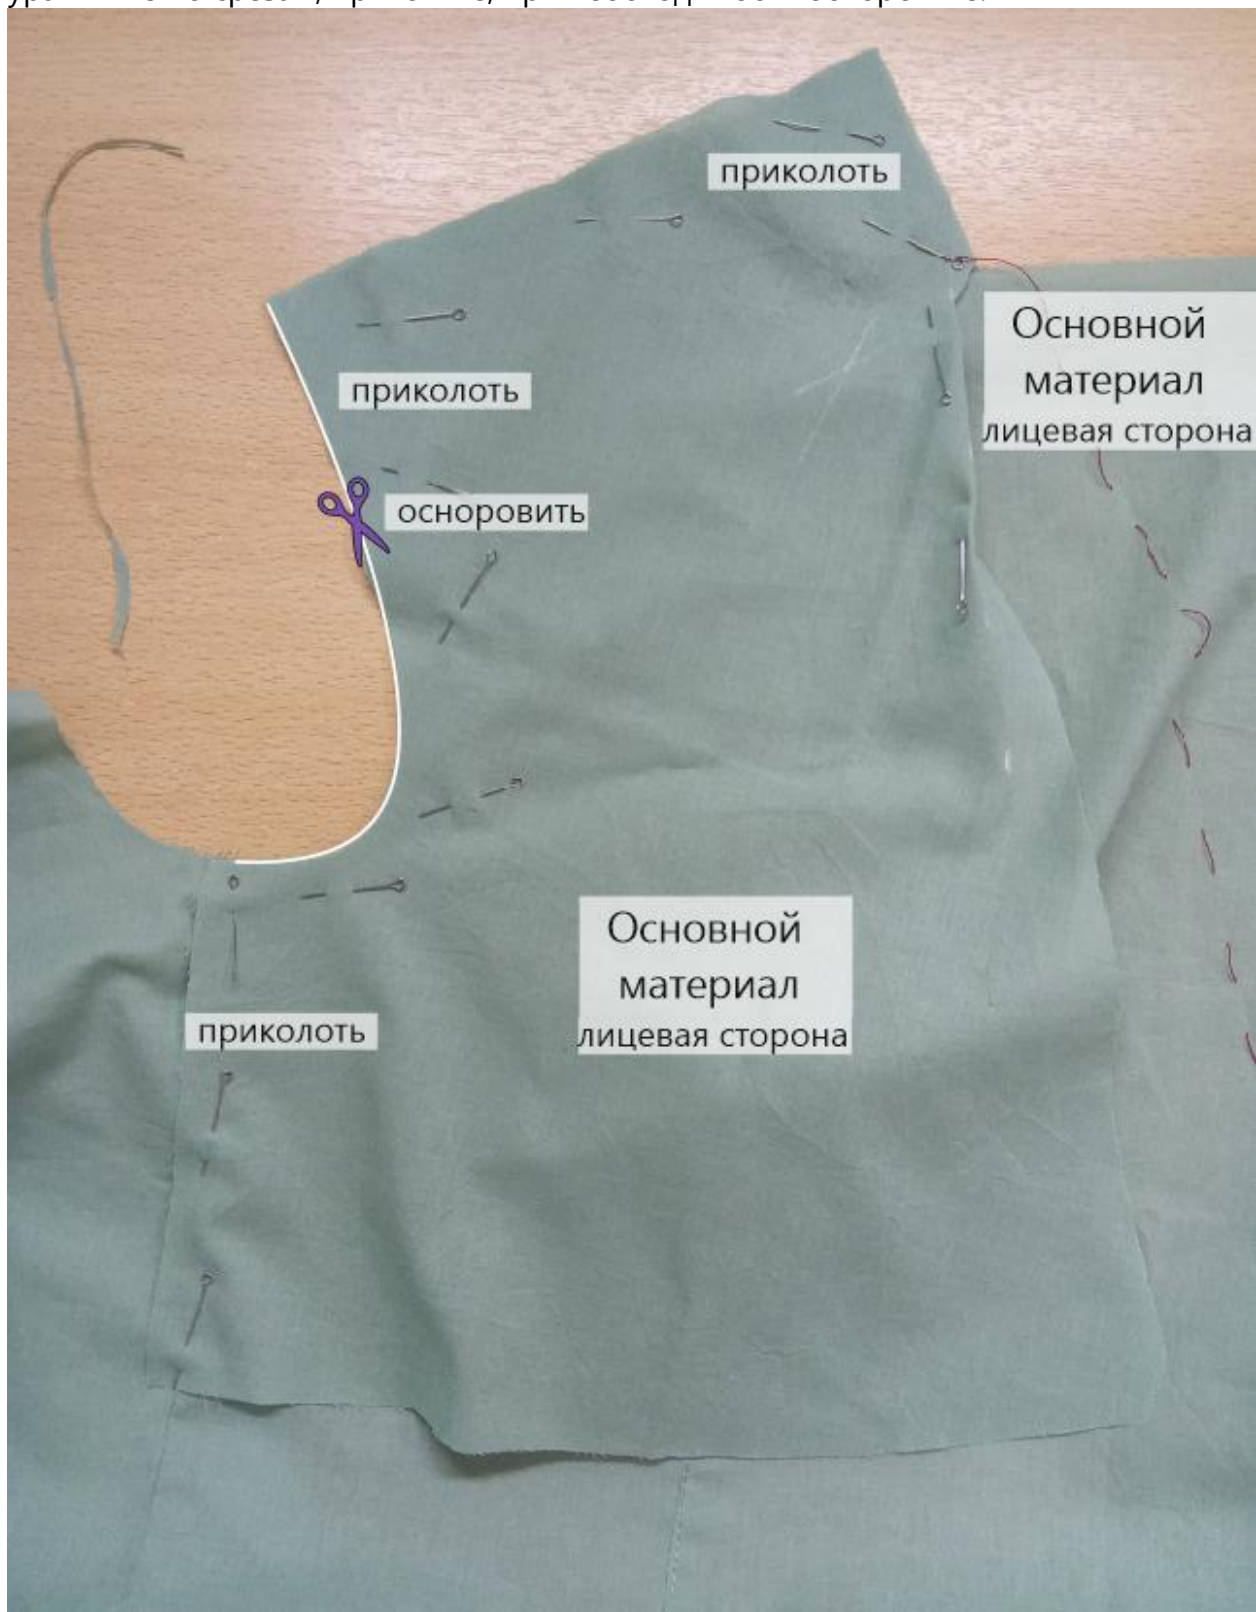 приколоть
Основной
материал
лицевая сторона
приколоть
осноровить
Основной
материал
лицевая сторона
приколоть